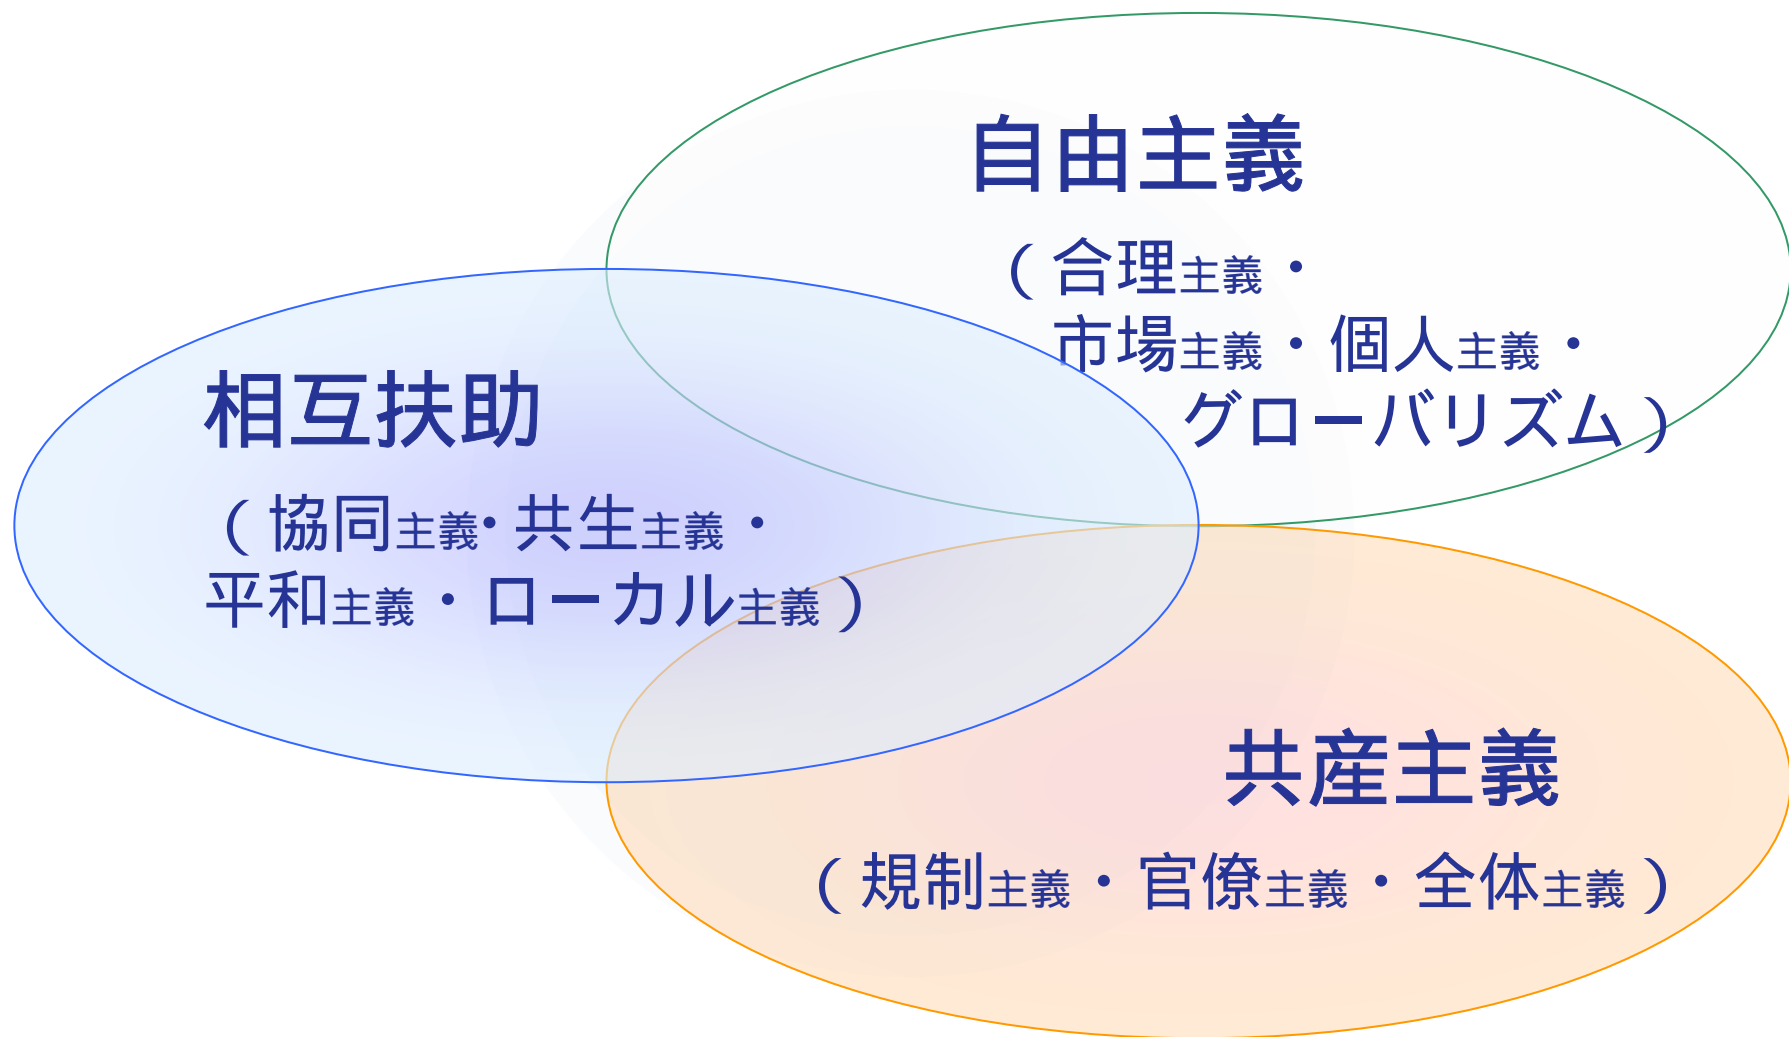 自由主義
(合理主義・
市場主義・個人主義・
グローバリズム)
相互扶助
(協同主義・共生主義・
平和主義・ローカル主義)
共産主義
(規制主義・官僚主義・全体主義)